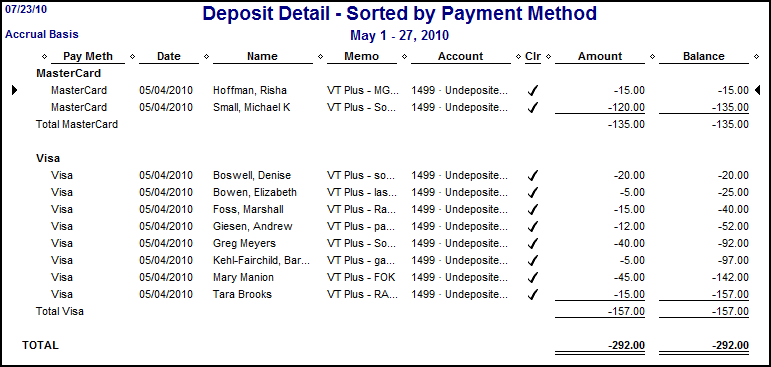 07/23/10 Deposit Detail - Sorted by Payment Method
Accrual Basis May 1 - 27, 2010
Pay Meth Date Name Memo Account Clr Amount Balance
MasterCard
MasterCard 05/04/2010 Hoffman, Risha VT Plus - MG... 1499 · Undeposite... ✓ -15.00 -15.00
MasterCard 05/04/2010 Small, Michael K VT Plus - So... 1499 · Undeposite... ✓ -120.00 -135.00
Total MasterCard -135.00 -135.00
Visa
Visa 05/04/2010 Boswell, Denise VT Plus - so... 1499 · Undeposite... ✓ -20.00 -20.00
Visa 05/04/2010 Bowen, Elizabeth VT Plus - las... 1499 · Undeposite... ✓ -5.00 -25.00
Visa 05/04/2010 Foss, Marshall VT Plus - Ra... 1499 · Undeposite... ✓ -15.00 -40.00
Visa 05/04/2010 Giesen, Andrew VT Plus - pa... 1499 · Undeposite... ✓ -12.00 -52.00
Visa 05/04/2010 Greg Meyers VT Plus - So... 1499 · Undeposite... ✓ -40.00 -92.00
Visa 05/04/2010 Kehl-Fairchild, Bar... VT Plus - ga... 1499 · Undeposite... ✓ -5.00 -97.00
Visa 05/04/2010 Mary Manion VT Plus - FOK 1499 · Undeposite... ✓ -45.00 -142.00
Visa 05/04/2010 Tara Brooks VT Plus - RA... 1499 · Undeposite... ✓ -15.00 -157.00
Total Visa -157.00 -157.00
TOTAL -292.00 -292.00